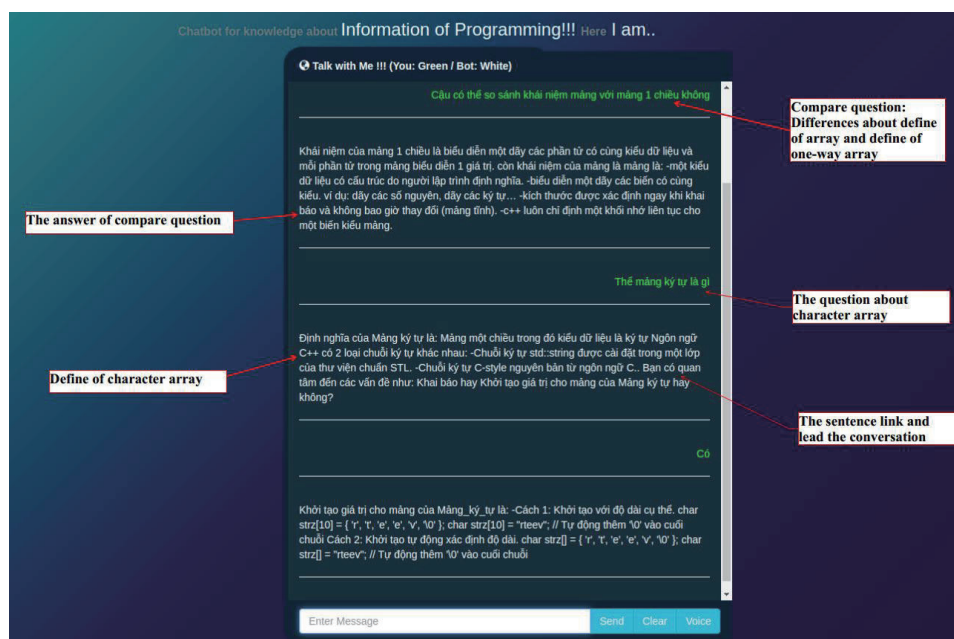 Chatbot for knowledge about Information of Programming!!! Here I am..
Talk with Me !!! (You: Green / Bot: White)
Cậu có thể so sánh khái niệm mảng với mảng 1 chiều không
Compare question:
Differences about define
of array and define of
one-way array
Khái niệm của mảng 1 chiều là biểu diễn một dãy các phần tử có cùng kiểu dữ liệu và
mỗi phần tử trong mảng biểu diễn 1 giá trị. còn khái niệm của mảng là mảng là: -một kiểu
dữ liệu có cấu trúc do người lập trình định nghĩa. -biểu diễn một dãy các biến có cùng
kiểu. ví dụ: dãy các số nguyên, dãy các ký tự… -kích thước được xác định ngay khi khai
báo và không bao giờ thay đổi (mảng tĩnh). -c++ luôn chỉ định một khối nhớ liên tục cho
một biến kiểu mảng.
The answer of compare question
Thế mảng ký tự là gì
The question about
character array
Định nghĩa của Mảng ký tự là: Mảng một chiều trong đó kiểu dữ liệu là ký tự Ngôn ngữ
C++ có 2 loại chuỗi ký tự khác nhau: -Chuỗi ký tự std::string được cài đặt trong một lớp
của thư viện chuẩn STL. -Chuỗi ký tự C-style nguyên bản từ ngôn ngữ C.. Bạn có quan
tâm đến các vấn đề như: Khai báo hay Khởi tạo giá trị cho mảng của Mảng ký tự hay
không?
Define of character array
The sentence link and
lead the conversation
Có
Khởi tạo giá trị cho mảng của Mảng_ký_tự là: -Cách 1: Khởi tạo với độ dài cụ thể. char
strz[10] = { 'r', 't', 'e', 'e', 'v', '\0' }; char strz[10] = "rteev"; // Tự động thêm '\0' vào cuối
chuỗi Cách 2: Khởi tạo tự động xác định độ dài. char strz[] = { 'r', 't', 'e', 'e', 'v', '\0' }; char
strz[] = "rteev"; // Tự động thêm '\0' vào cuối chuỗi
Enter Message
Send Clear Voice